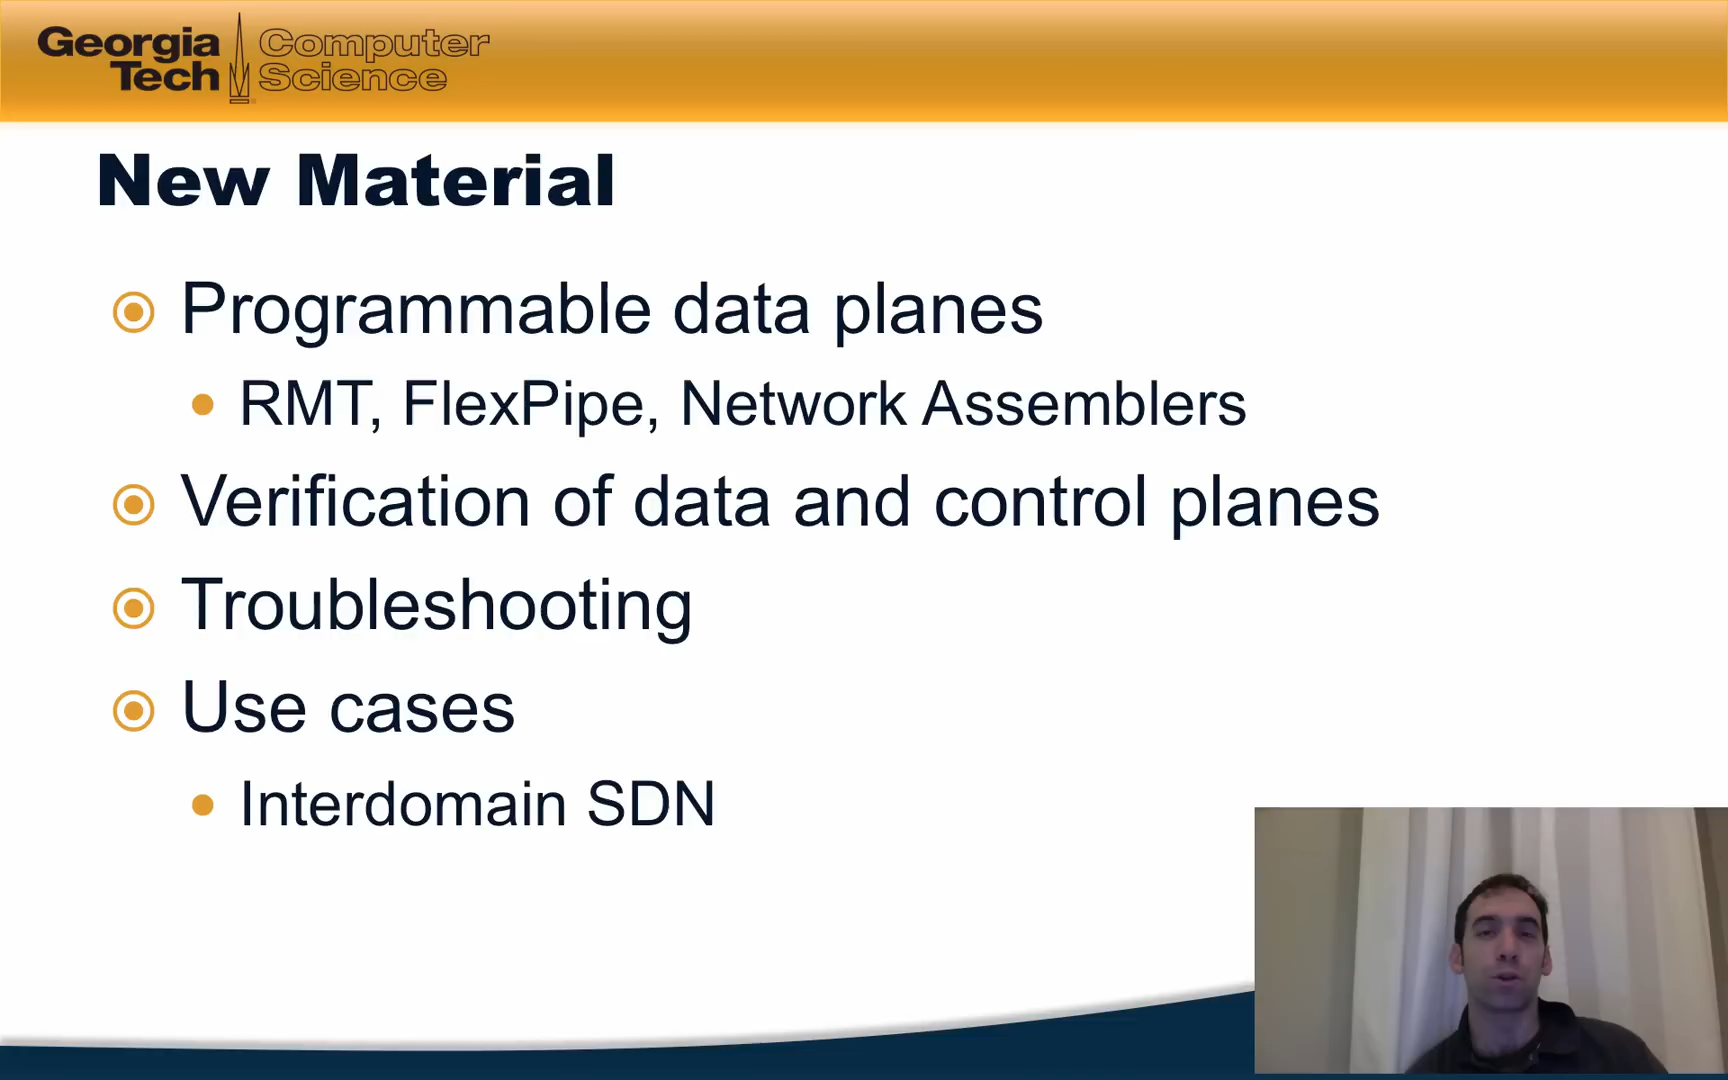 Georgia Tech
Computer Science
New Material
Programmable data planes
RMT, FlexPipe, Network Assemblers
Verification of data and control planes
Troubleshooting
Use cases
Interdomain SDN